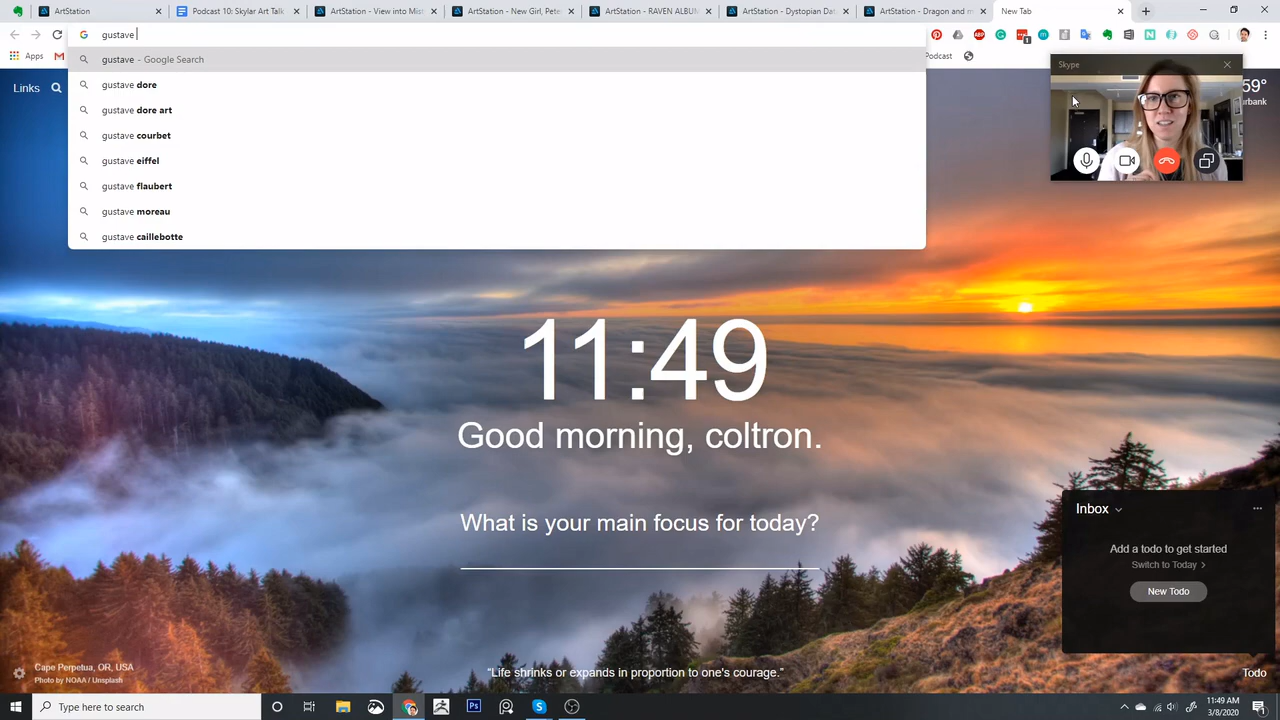 ArtStation
Podcast 10: Skylar Art Talk
ArtStation - View into Mist
ArtStation - New Girl, Pete
ArtStation - RAVEN ALBU
ArtStation - Dystopian Da
ArtStation - Dragon and m
New Tab
gustave
Apps
Podcast
gustave - Google Search
gustave dore
gustave dore art
gustave courbet
gustave eiffel
gustave flaubert
gustave moreau
gustave caillebotte
Skype
Links
59°
rbank
11:49
Good morning, coltron.
What is your main focus for today?
Inbox
Add a todo to get started
Switch to Today
New Todo
Cape Perpetua, OR, USA
Photo by NOAA / Unsplash
“Life shrinks or expands in proportion to one's courage.”
Todo
Type here to search
11:49 AM
3/8/2020